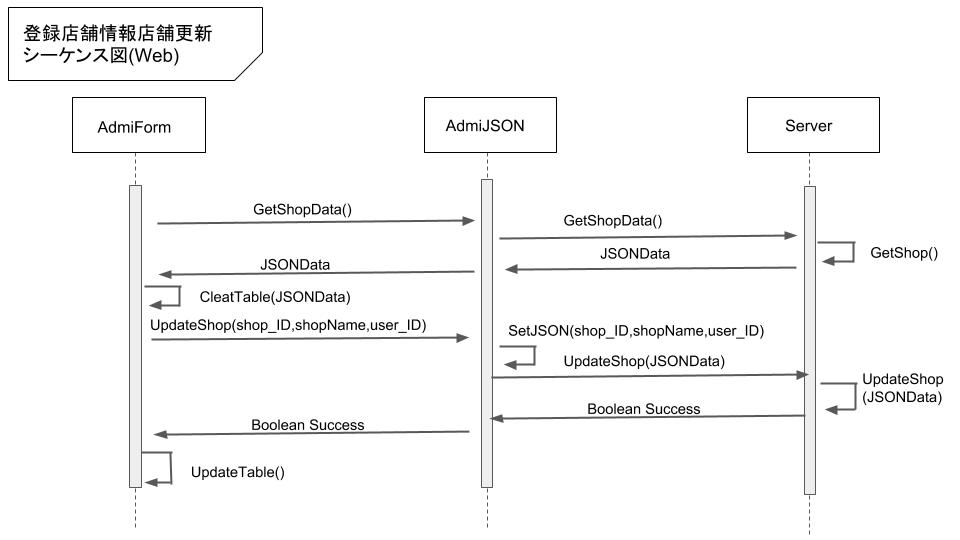 登録店舗情報店舗更新
シーケンス図(Web)
AdmiForm
AdmiJSON
Server
GetShopData()
GetShopData()
GetShop()
JSONData
JSONData
CleatTable(JSONData)
UpdateShop(shop_ID,shopName,user_ID)
SetJSON(shop_ID,shopName,user_ID)
UpdateShop(JSONData)
UpdateShop
(JSONData)
Boolean Success
Boolean Success
UpdateTable()